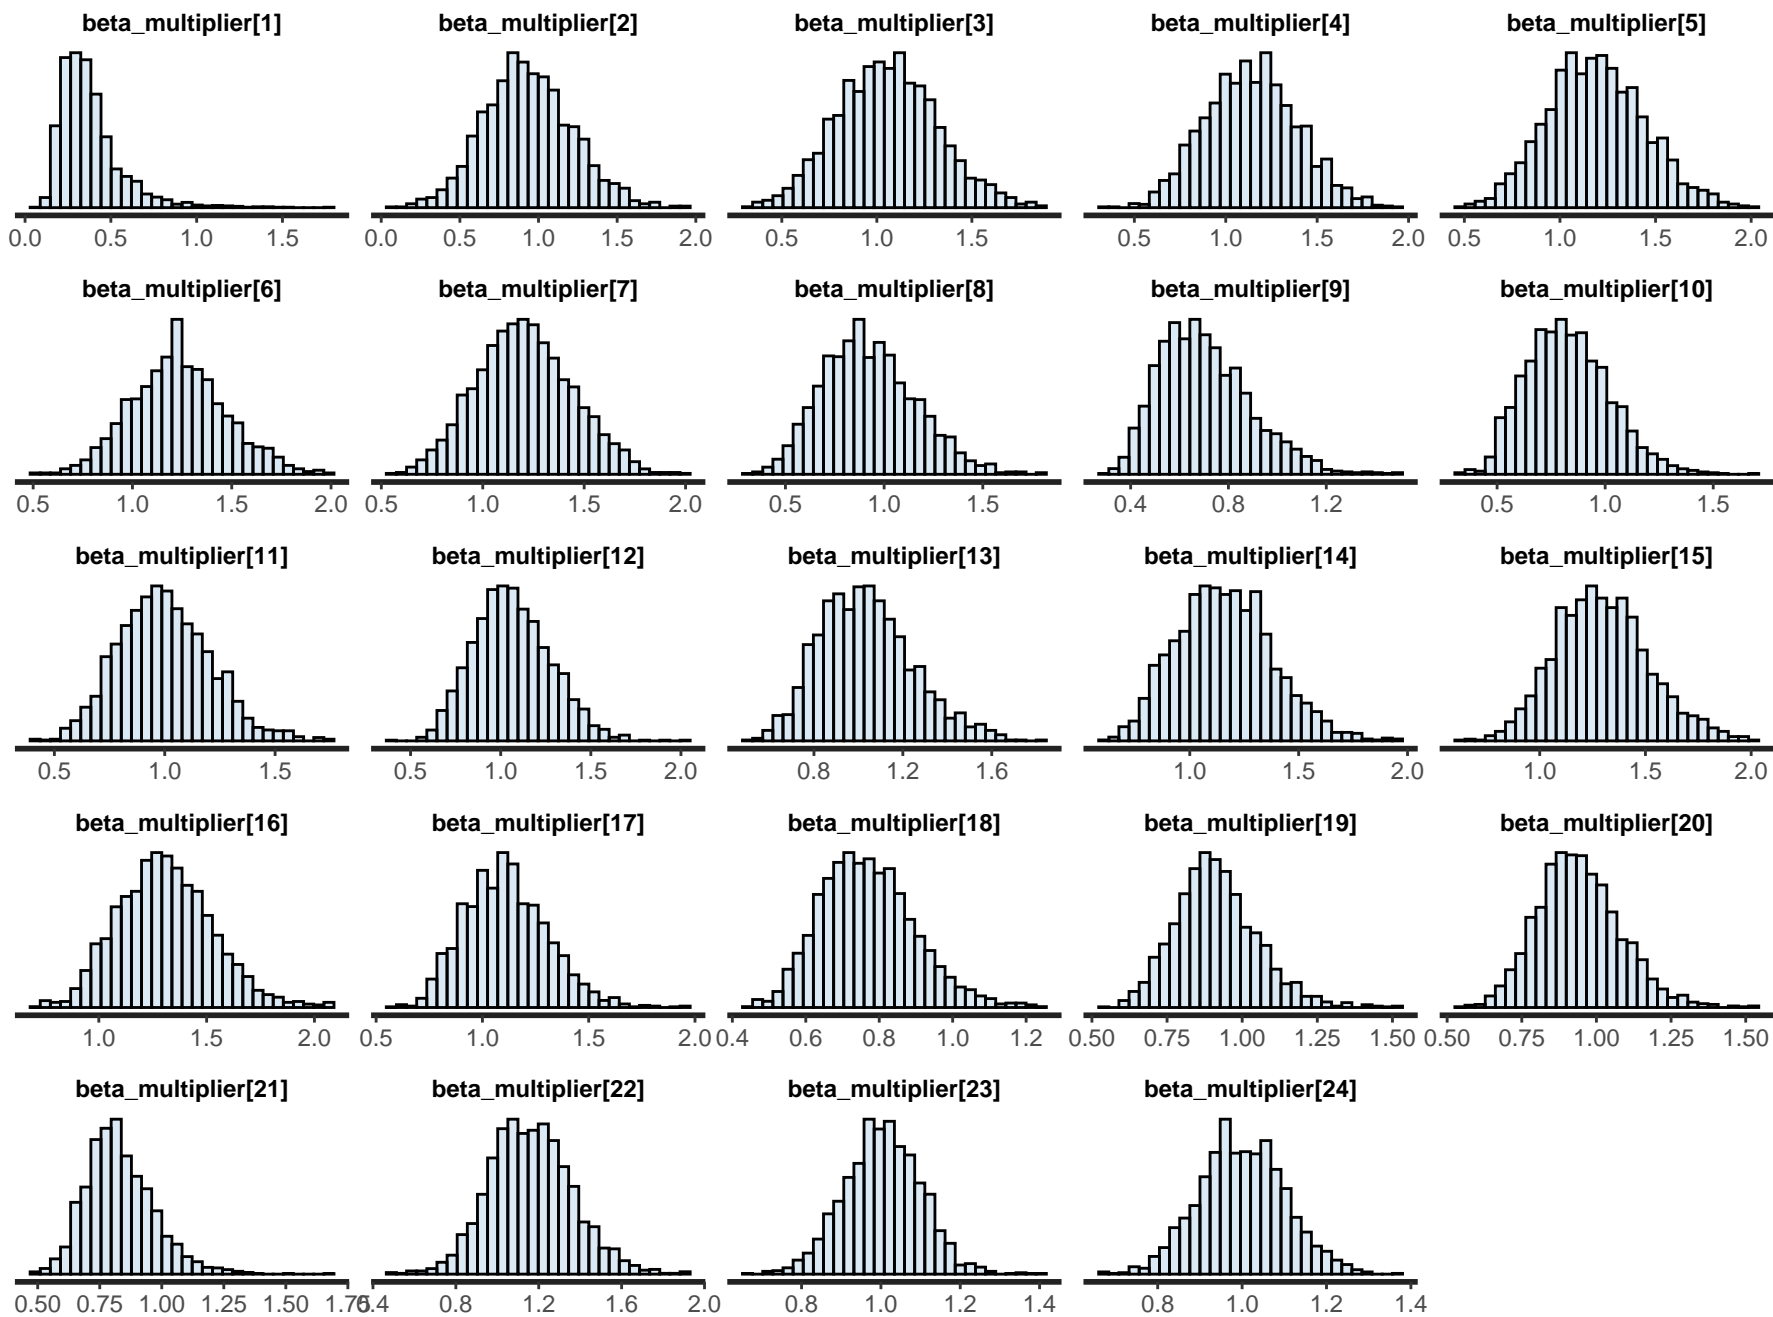 beta_multiplier[1] beta_multiplier[2] beta_multiplier[3] beta_multiplier[4] beta_multiplier[5]
0.0 0.5 1.0 1.5 0.0 0.5 1.0 1.5 2.0 0.5 1.0 1.5 0.5 1.0 1.5 2.0 0.5 1.0 1.5 2.0
beta_multiplier[6] beta_multiplier[7] beta_multiplier[8] beta_multiplier[9] beta_multiplier[10]
0.5 1.0 1.5 2.0 0.5 1.0 1.5 2.0 0.5 1.0 1.5 0.4 0.8 1.2 0.5 1.0 1.5
beta_multiplier[11] beta_multiplier[12] beta_multiplier[13] beta_multiplier[14] beta_multiplier[15]
0.5 1.0 1.5 0.5 1.0 1.5 2.0 0.8 1.2 1.6 1.0 1.5 2.0 1.0 1.5 2.0
beta_multiplier[16] beta_multiplier[17] beta_multiplier[18] beta_multiplier[19] beta_multiplier[20]
1.0 1.5 2.0 0.5 1.0 1.5 2.0 0.4 0.6 0.8 1.0 1.2 0.50 0.75 1.00 1.25 1.50 0.50 0.75 1.00 1.25 1.50
beta_multiplier[21] beta_multiplier[22] beta_multiplier[23] beta_multiplier[24]
0.50 0.75 1.00 1.25 1.50 1.75 0.4 0.8 1.2 1.6 2.0 0.8 1.0 1.2 1.4 0.8 1.0 1.2 1.4